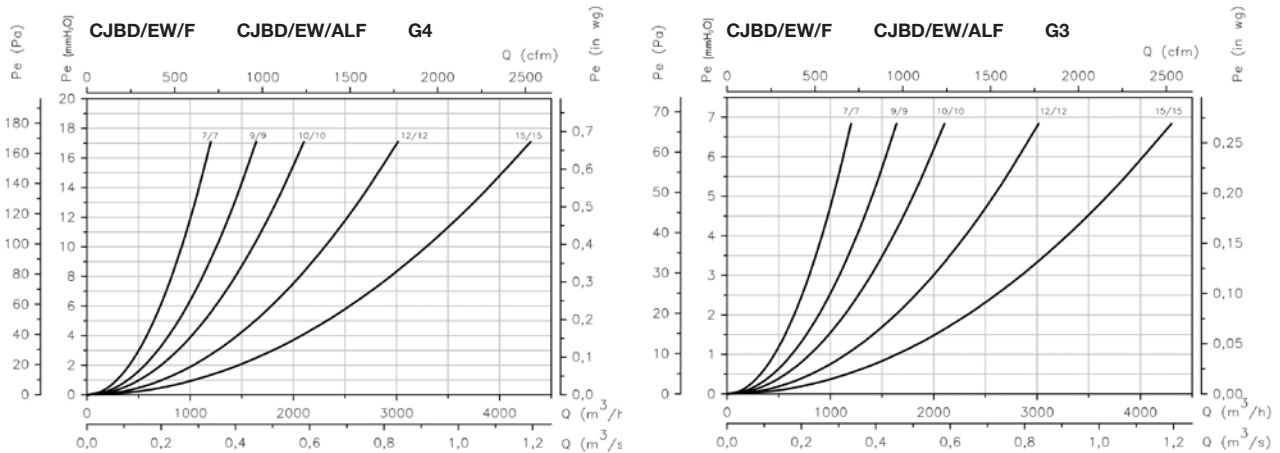 CJBD/EW/F CJBD/EW/ALF G4
Pe (Pa)
Pe (mmH₂O)
Pe (in wg)
Q (cfm)
0 500 1000 1500 2000 2500
20
18
16
14
12
10
8
6
4
2
0
180
160
140
120
100
80
60
40
20
0
0,7
0,6
0,5
0,4
0,3
0,2
0,1
0,0
7/7 9/9 10/10 12/12 15/15
0 1000 2000 3000 4000 Q (m³/h
0,0 0,2 0,4 0,6 0,8 1,0 1,2 Q (m³/s
CJBD/EW/F CJBD/EW/ALF G3
Pe (Pa)
Pe (mmH₂O)
Pe (in wg)
Q (cfm)
0 500 1000 1500 2000 2500
7
6
5
4
3
2
1
0
70
60
50
40
30
20
10
0
0,25
0,20
0,15
0,10
0,05
0,00
7/7 9/9 10/10 12/12 15/15
0 1000 2000 3000 4000 Q (m³/h)
0,0 0,2 0,4 0,6 0,8 1,0 1,2 Q (m³/s)